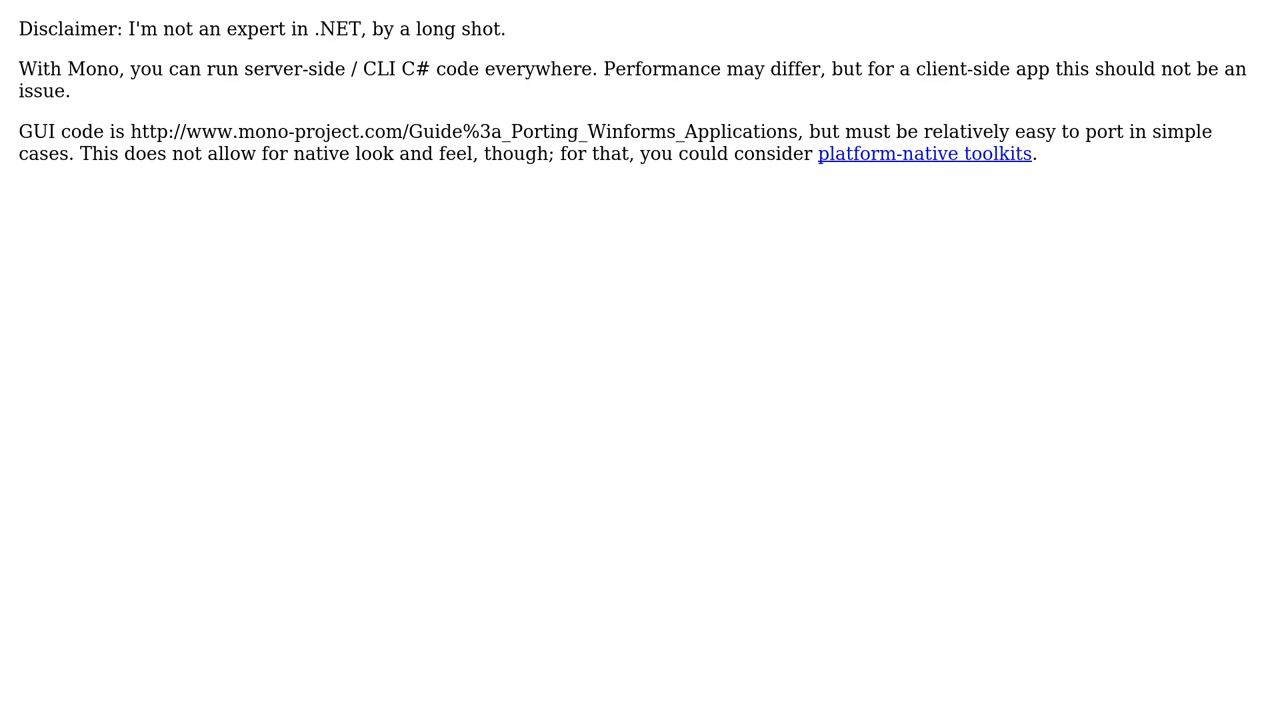 Disclaimer: I'm not an expert in .NET, by a long shot.
With Mono, you can run server-side / CLI C# code everywhere. Performance may differ, but for a client-side app this should not be an
issue.
GUI code is http://www.mono-project.com/Guide%3a_Porting_Winforms_Applications, but must be relatively easy to port in simple
cases. This does not allow for native look and feel, though; for that, you could consider platform-native toolkits.